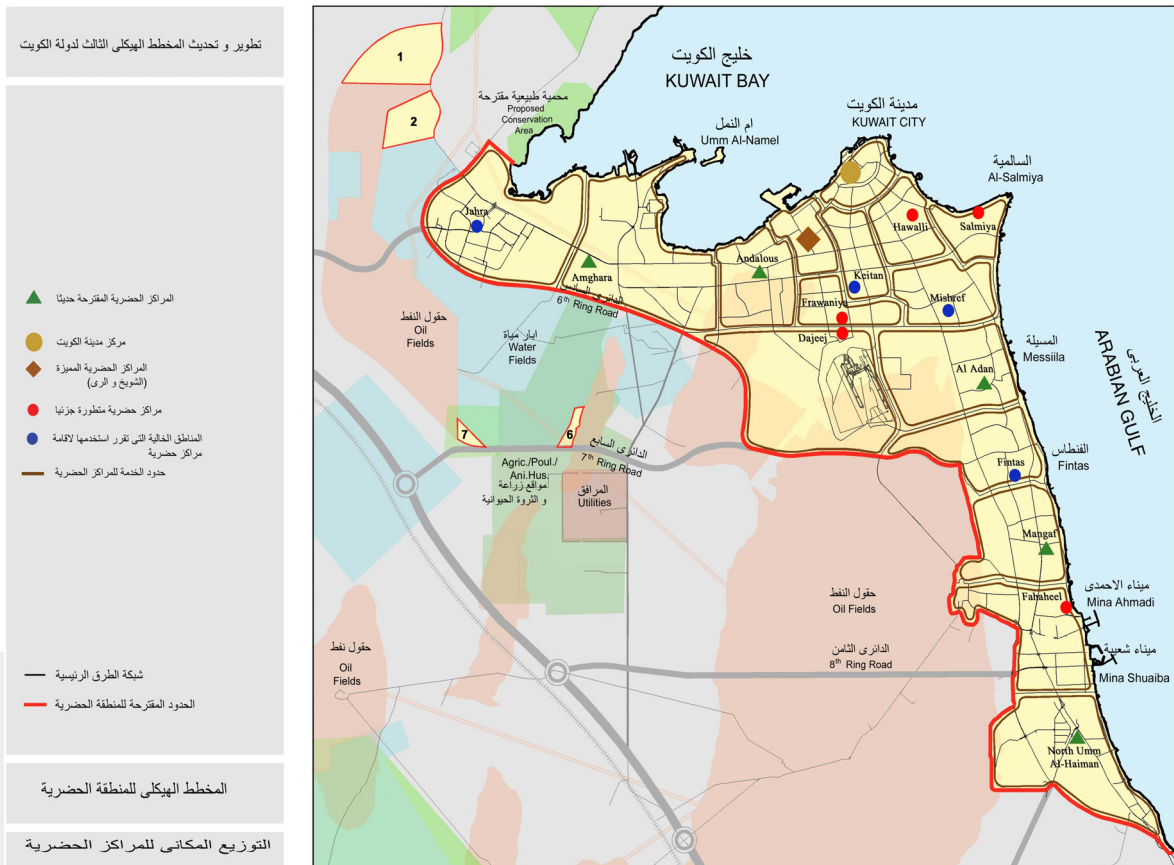 تطوير و تحديث المخطط الهيكلى الثالث لدولة الكويت
المراكز الحضرية المقترحة حديثا
مركز مدينة الكويت
المراكز الحضرية المميزة
(الشويخ و الرى)
مراكز حضرية متطورة جزئيا
المناطق الخالية التى تقرر استخدمها لاقامة
مراكز حضرية
حدود الخدمة للمراكز الحضرية
شبكة الطرق الرئيسية
الحدود المقترحة للمنطقة الحضرية
المخطط الهيكلى للمنطقة الحضرية
التوزيع المكانى للمراكز الحضرية
1
2
خليج الكويت
KUWAIT BAY
محمية طبيعية مقترحة
Proposed
Conservation
Area
ام النمل
Umm Al-Namel
مدينة الكويت
KUWAIT CITY
السالمية
Al-Salmiya
Jahra
Amghara
Andalous
Hawalli
Salmiya
Keitan
Frawaniya
Mishref
Dajeej
الدائرى السادس
6th Ring Road
حقول النفط
Oil
Fields
ابار مياة
Water
Fields
المسيلة
Messiila
الخليج العربى
ARABIAN GULF
Al Adan
7
6
الدائرى السابع
7th Ring Road
Agric./Poul./
Ani.Hus.
مواقع زراعة
و الثروة الحيوانية
المرافق
Utilities
الفنطاس
Fintas
Fintas
Mangaf
حقول النفط
Oil Fields
Fahaheel
ميناء الاحمدى
Mina Ahmadi
حقول نفط
Oil
Fields
الدائرى الثامن
8th Ring Road
ميناء شعيبة
Mina Shuaiba
North Umm
Al-Haiman